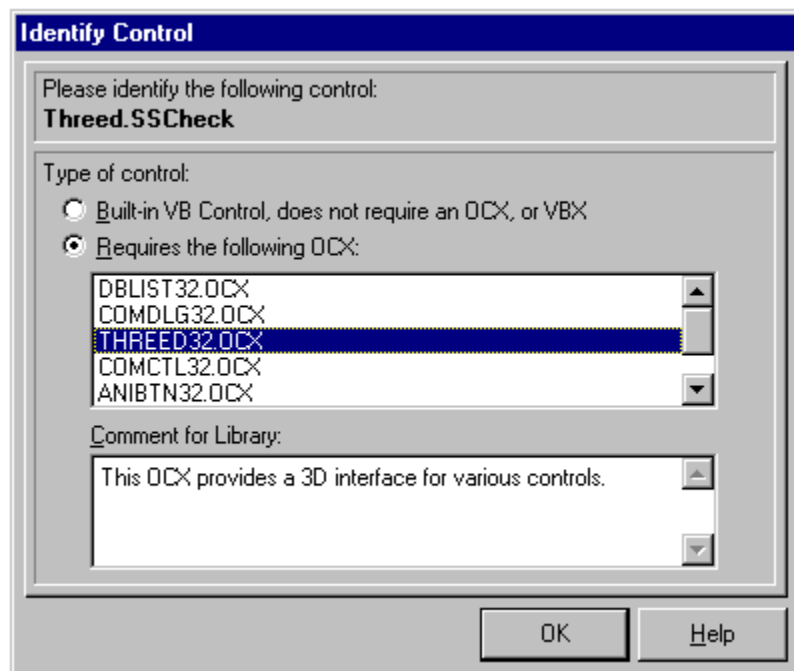 Identify Control
Please identify the following control:
Threed.SSCheck
Type of control:
Built-in VB Control, does not require an OCX, or VBX
Requires the following OCX:
DBLIST32.OCX
COMDLG32.OCX
THREED32.OCX
COMCTL32.OCX
ANIBTN32.OCX
Comment for Library:
This OCX provides a 3D interface for various controls.
OK Help